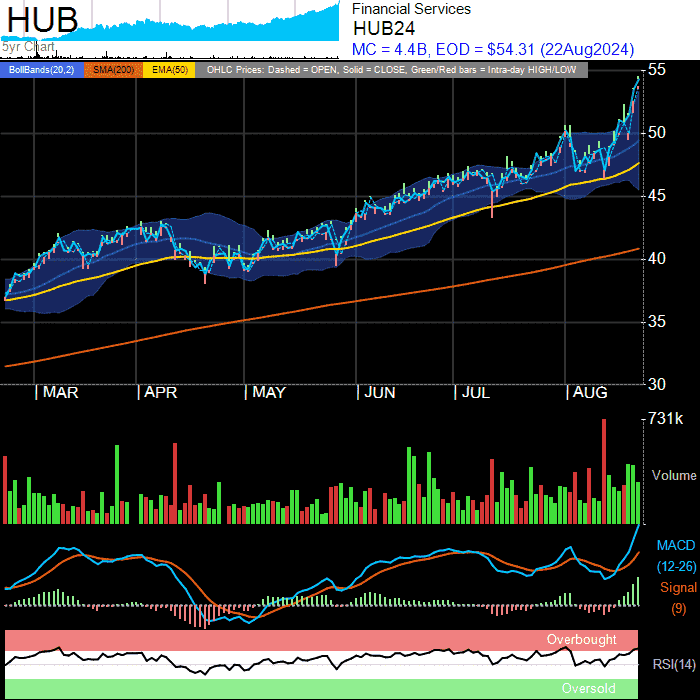 HUB
5yr Chart
Financial Services
HUB24
MC = 4.4B, EOD = $54.31 (22Aug2024)
BollBands(20,2) SMA(200) EMA(50) OHLC Prices: Dashed = OPEN, Solid = CLOSE, Green/Red bars = Intra-day HIGH/LOW
55
50
45
40
35
30
| MAR | APR | MAY | JUN | JUL | AUG
-731k
Volume
MACD
(12-26)
Signal
(9)
Overbought
RSI(14)
Oversold